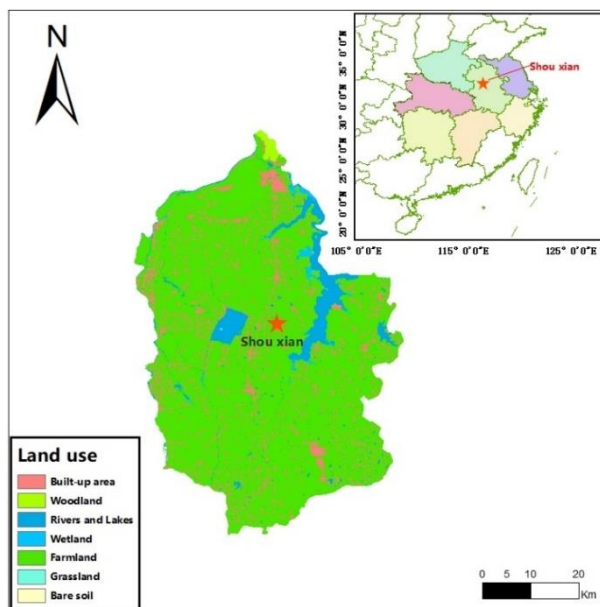 N
Shou xian
35° 0'0"N
30° 0'0"N
25° 0'0"N
20° 0'0"N
105° 0'0"E
115° 0'0"E
125° 0'0"E
Shou xian
Land use
Built-up area
Woodland
Rivers and Lakes
Wetland
Farmland
Grassland
Bare soil
0 5 10 20
Km